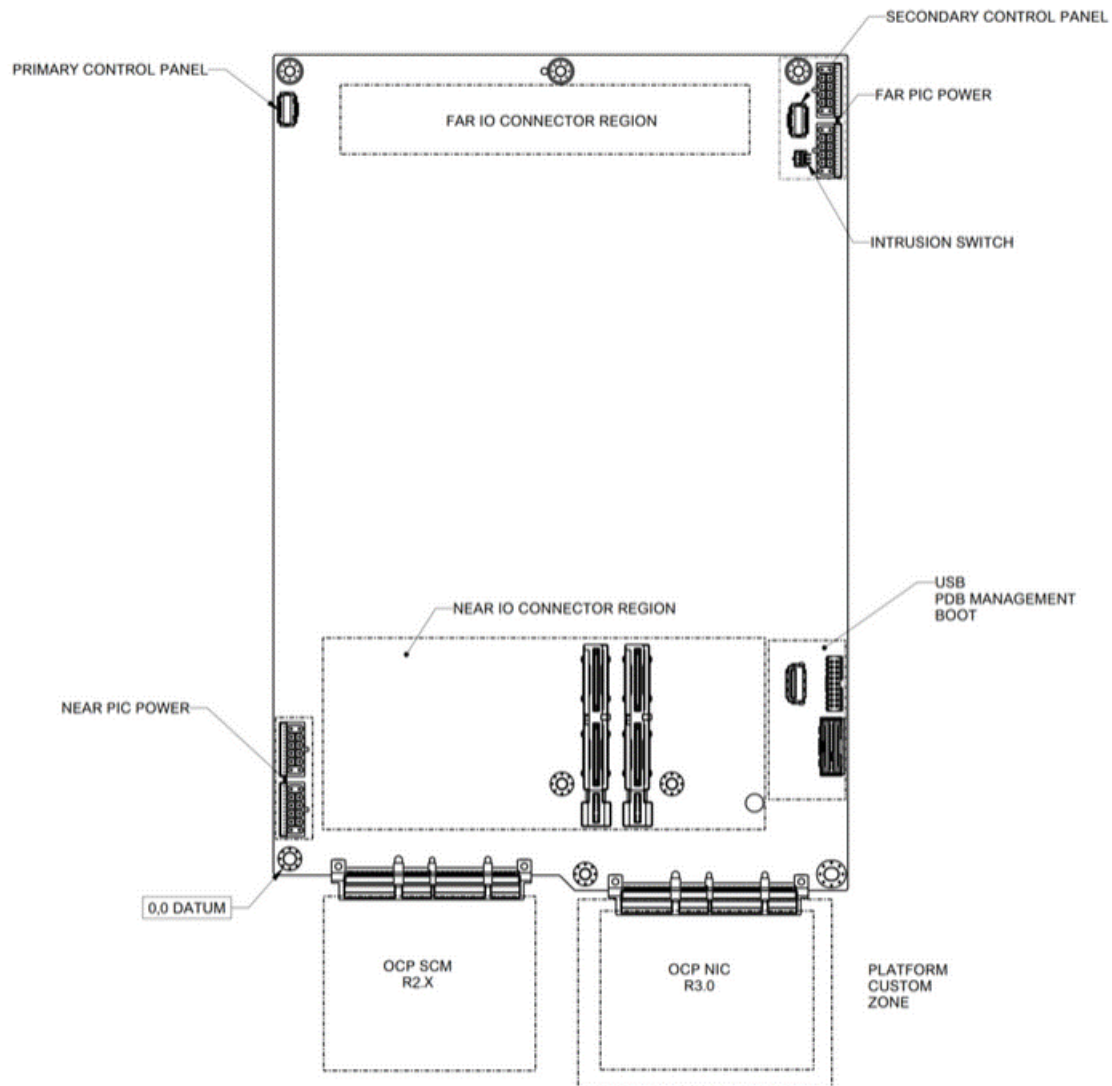 SECONDARY CONTROL PANEL
PRIMARY CONTROL PANEL
FAR PIC POWER
FAR IO CONNECTOR REGION
INTRUSION SWITCH
USB
PDB MANAGEMENT
BOOT
NEAR IO CONNECTOR REGION
NEAR PIC POWER
0,0 DATUM
OCP SCM
R2.X
OCP NIC
R3.0
PLATFORM
CUSTOM
ZONE